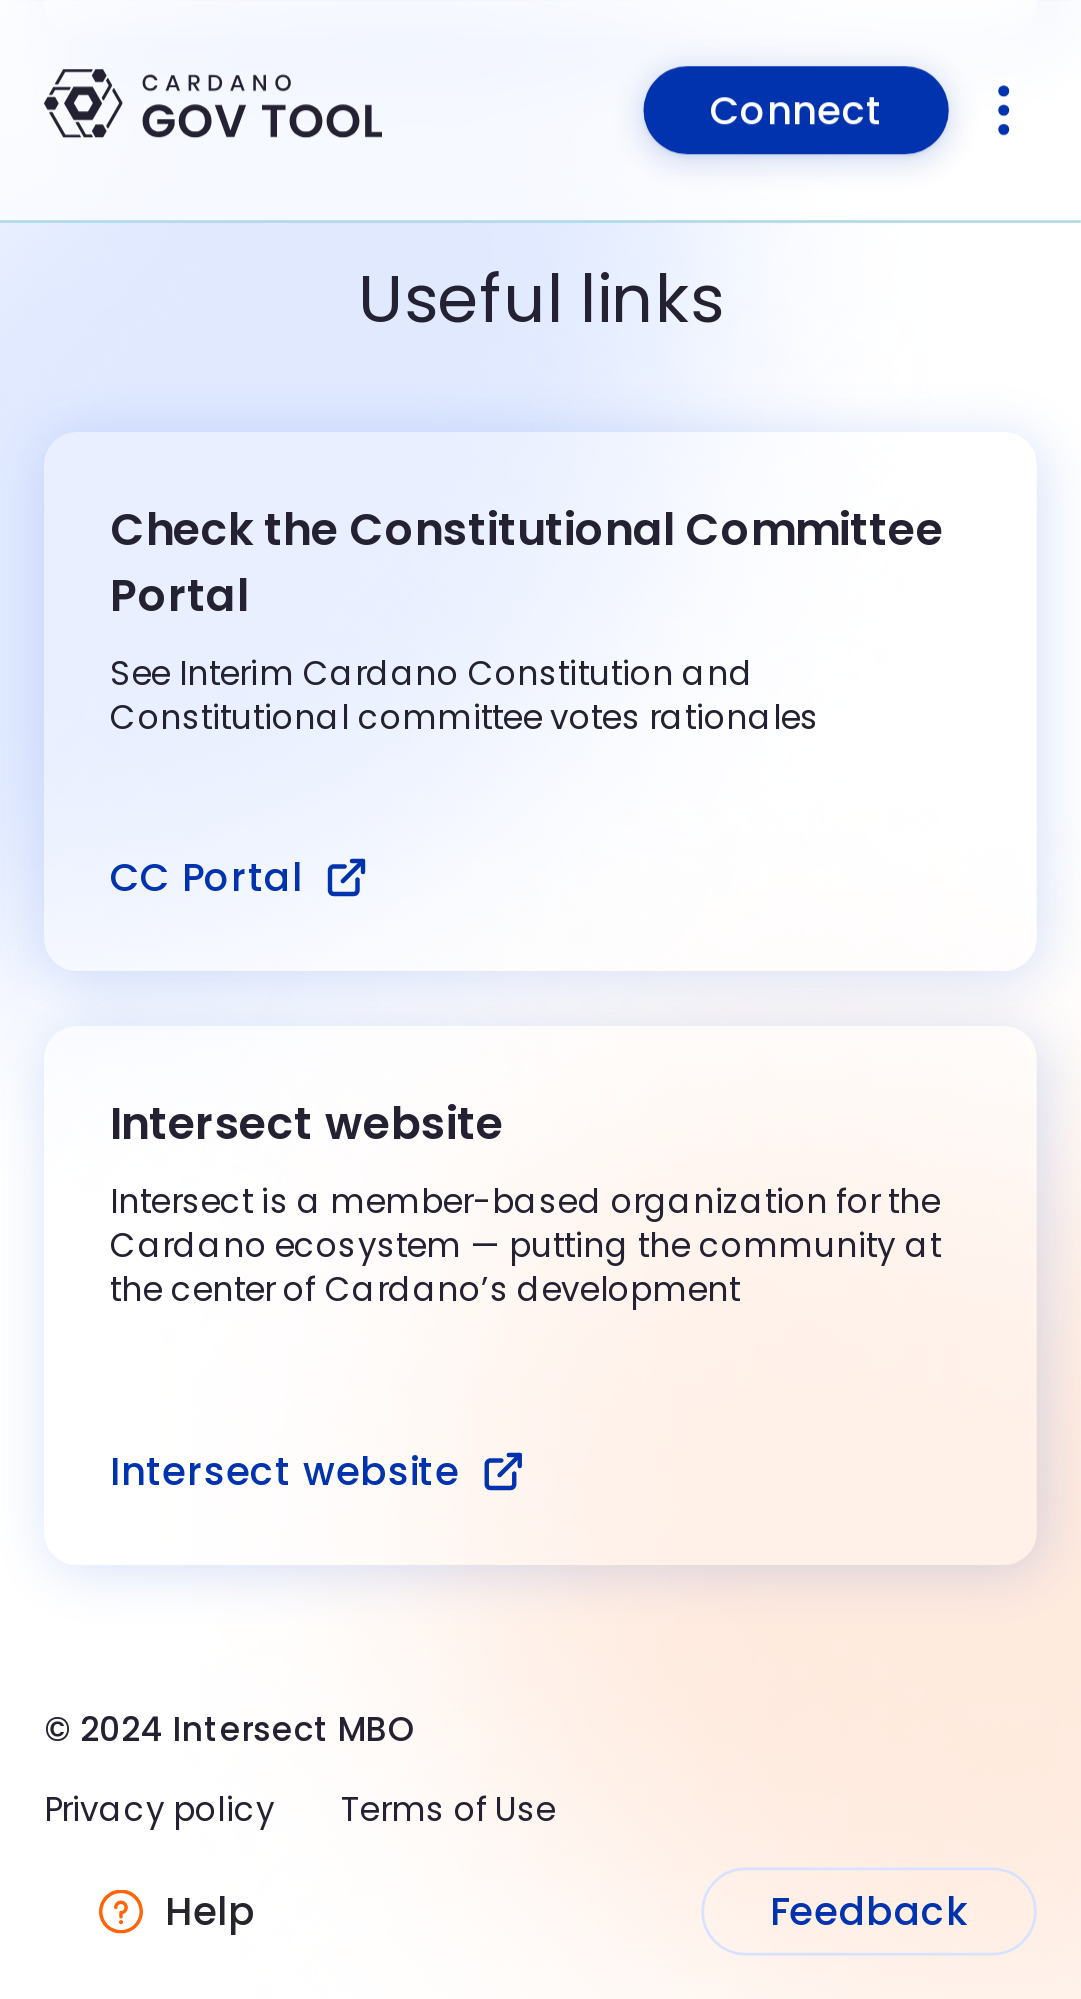 CARDANO
GOV TOOL
Connect
Useful links
Check the Constitutional Committee
Portal
See Interim Cardano Constitution and
Constitutional committee votes rationales
CC Portal
Intersect website
Intersect is a member-based organization for the
Cardano ecosystem — putting the community at
the center of Cardano’s development
Intersect website
© 2024 Intersect MBO
Privacy policy Terms of Use
Help
Feedback